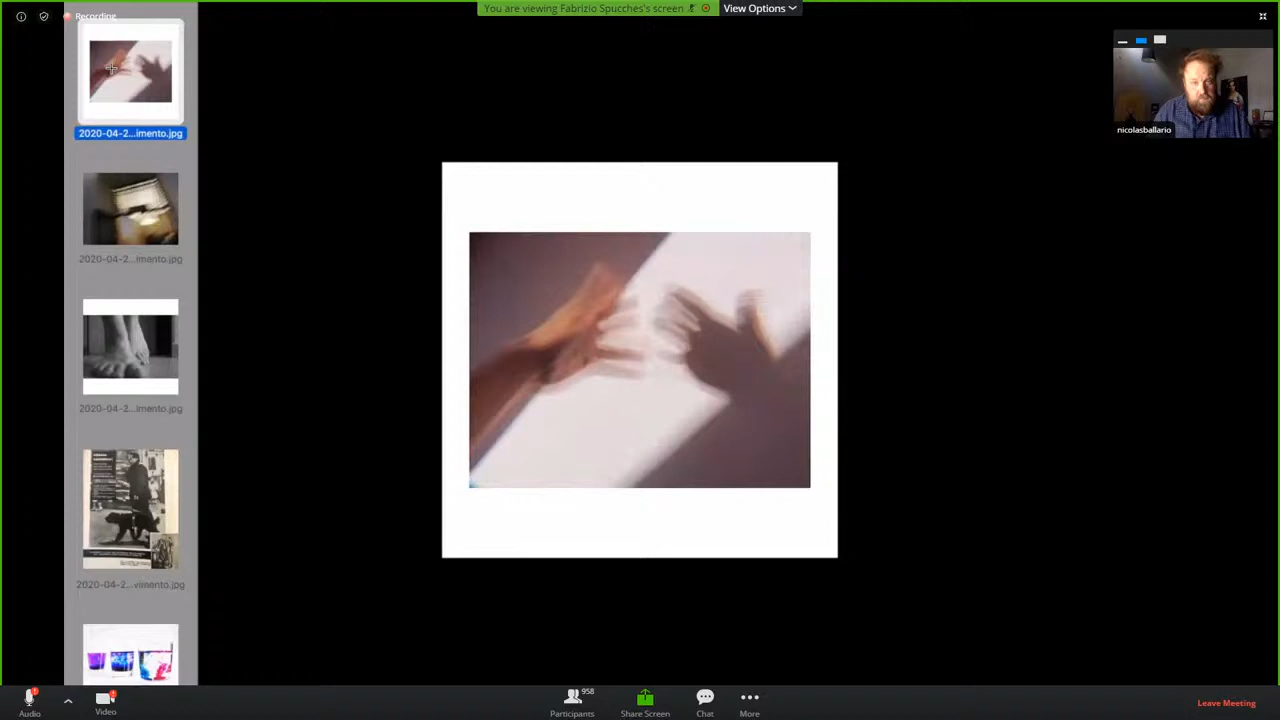 Recording
You are viewing Fabrizio Spucches's screen
View Options
nicolasballario
2020-04-2...imento.jpg
2020-04-2...imento.jpg
2020-04-2...imento.jpg
2020-04-2...vimento.jpg
Audio
Video
958
Participants
Share Screen
Chat
More
Leave Meeting